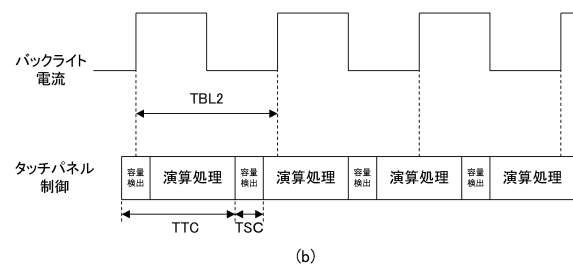 バックライト
電流
TBL2
タッチパネル
制御
容量
検出
演算処理
容量
検出
演算処理
容量
検出
演算処理
容量
検出
演算処理
TTC
TSC
(b)